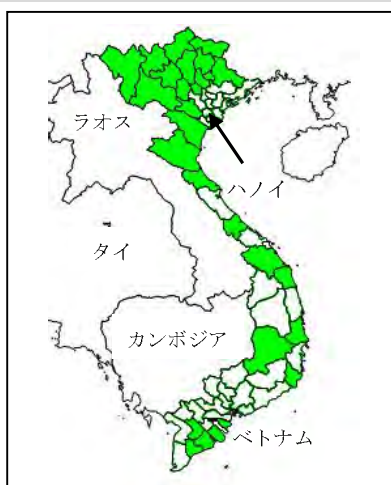 ラオス
ハノイ
タイ
カンボジア
ベトナム